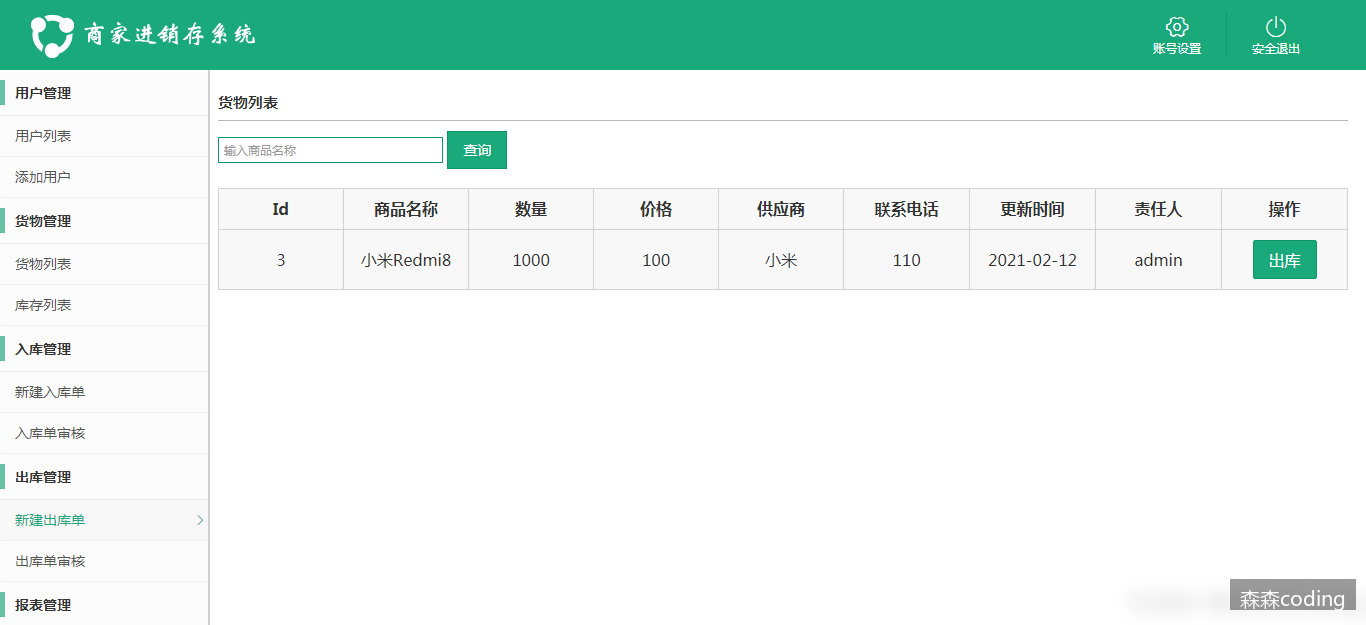 商家进销存系统
账号设置
安全退出
用户管理
用户列表
添加用户
货物管理
货物列表
库存列表
入库管理
新建入库单
入库单审核
出库管理
新建出库单
出库单审核
报表管理
货物列表
输入商品名称 查询
Id 商品名称 数量 价格 供应商 联系电话 更新时间 责任人 操作
3 小米Redmi8 1000 100 小米 110 2021-02-12 admin 出库
森森coding